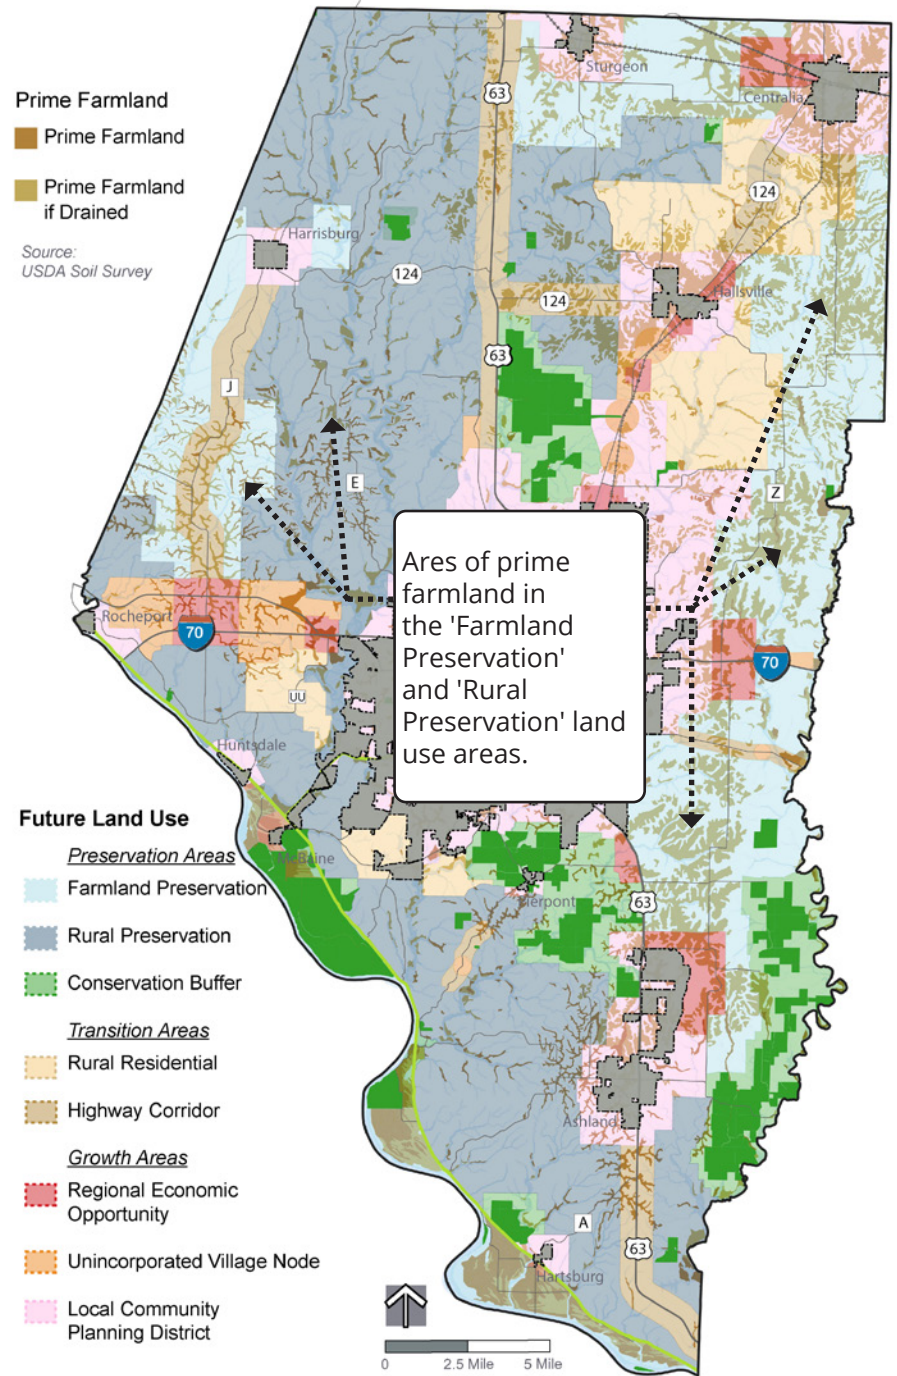 Prime Farmland
Prime Farmland
Prime Farmland
if Drained
Source:
USDA Soil Survey
63
Sturgeon
Centralia
124
Harrisburg
124
124
Hallsville
63
J
E
Z
Ares of prime
farmland in
the 'Farmland
Preservation'
and 'Rural
Preservation' land
use areas.
Rocheport
70
70
UU
Huntsdale
McBaine
Pierpont
63
Ashland
A
63
Hartsburg
Future Land Use
Preservation Areas
Farmland Preservation
Rural Preservation
Conservation Buffer
Transition Areas
Rural Residential
Highway Corridor
Growth Areas
Regional Economic
Opportunity
Unincorporated Village Node
Local Community
Planning District
0 2.5 Mile 5 Mile